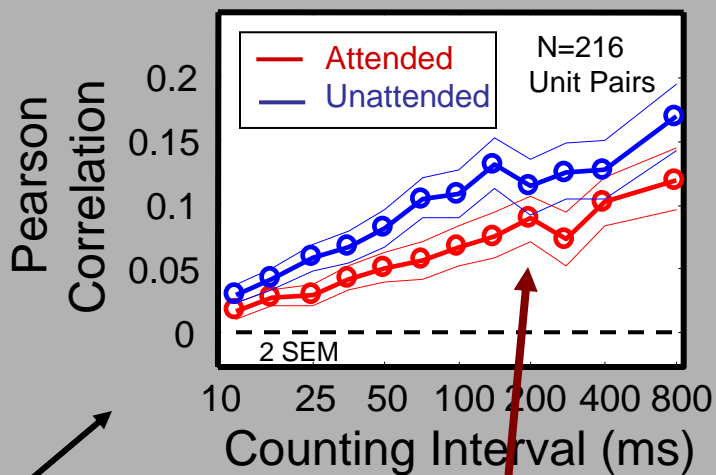 Attended
Unattended
N=216
Unit Pairs
Pearson
Correlation
0.2
0.15
0.1
0.05
0
2 SEM
10 25 50 100 200 400 800
Counting Interval (ms)